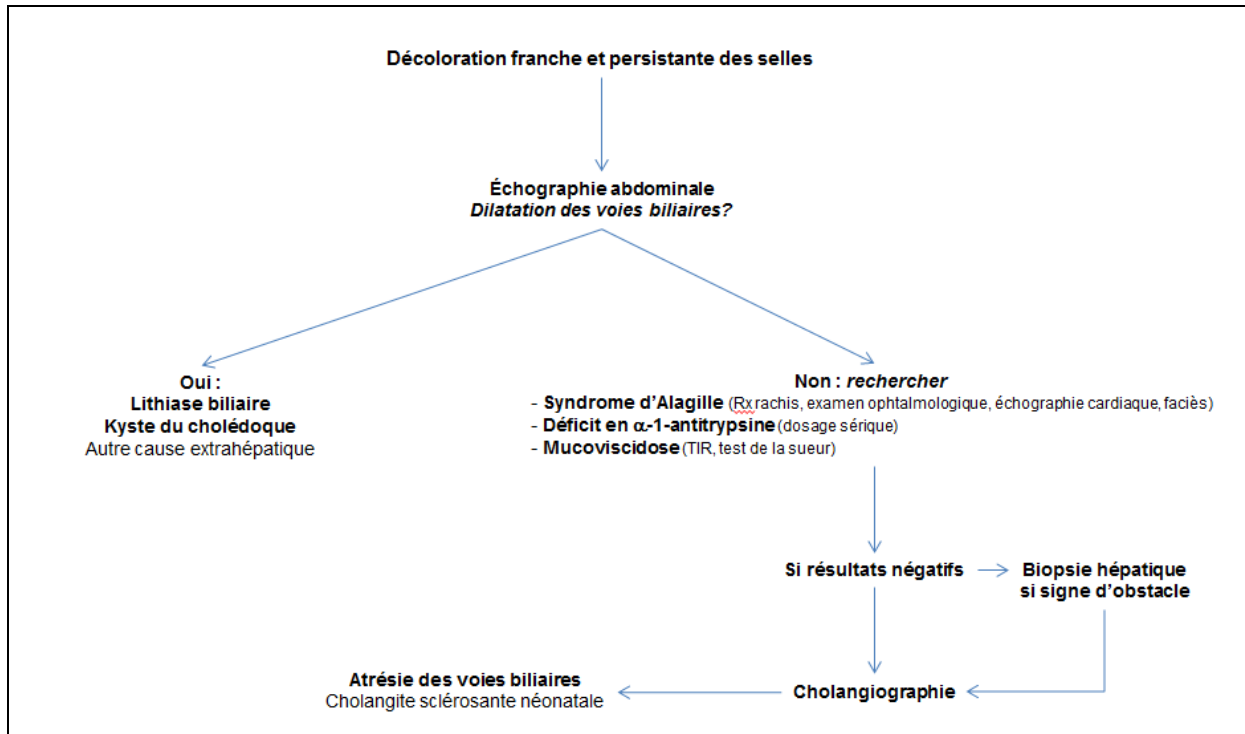 Décoloration franche et persistante des selles
Échographie abdominale
Dilatation des voies biliaires?
Oui :
Lithiase biliaire
Kyste du cholédoque
Autre cause extrahépatique
Non : rechercher
- Syndrome d'Alagille (Rx rachis, examen ophtalmologique, échographie cardiaque, faciès)
- Déficit en α-1-antitrypsine (dosage sérique)
- Mucoviscidose (TIR, test de la sueur)
Si résultats négatifs
Biopsie hépatique
si signe d'obstacle
Cholangiographie
Atrésie des voies biliaires
Cholangite sclérosante néonatale